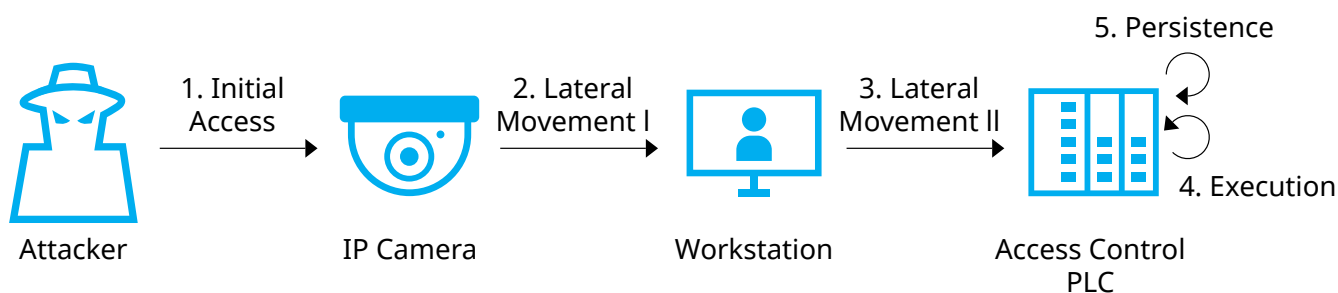 5. Persistence
1. Initial
Access
2. Lateral
Movement l
3. Lateral
Movement ll
4. Execution
Attacker
IP Camera
Workstation
Access Control
PLC